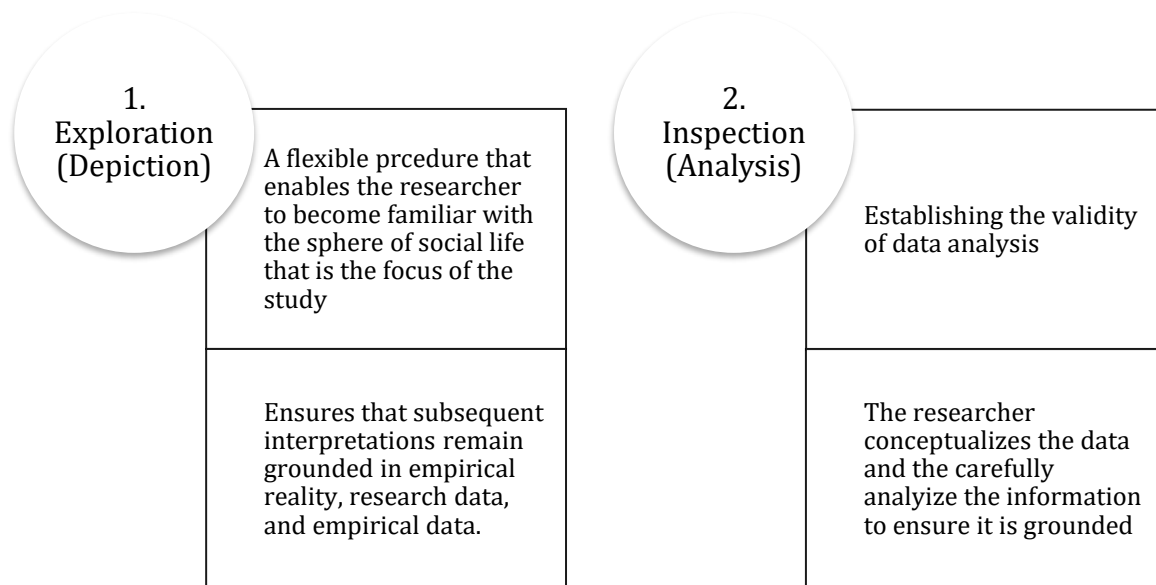 1.
Exploration
(Depiction)
A flexible prcedure that
enables the researcher
to become familiar with
the sphere of social life
that is the focus of the
study
Ensures that subsequent
interpretations remain
grounded in empirical
reality, research data,
and empirical data.
2.
Inspection
(Analysis)
Establishing the validity
of data analysis
The researcher
conceptualizes the data
and the carefully
analyize the information
to ensure it is grounded